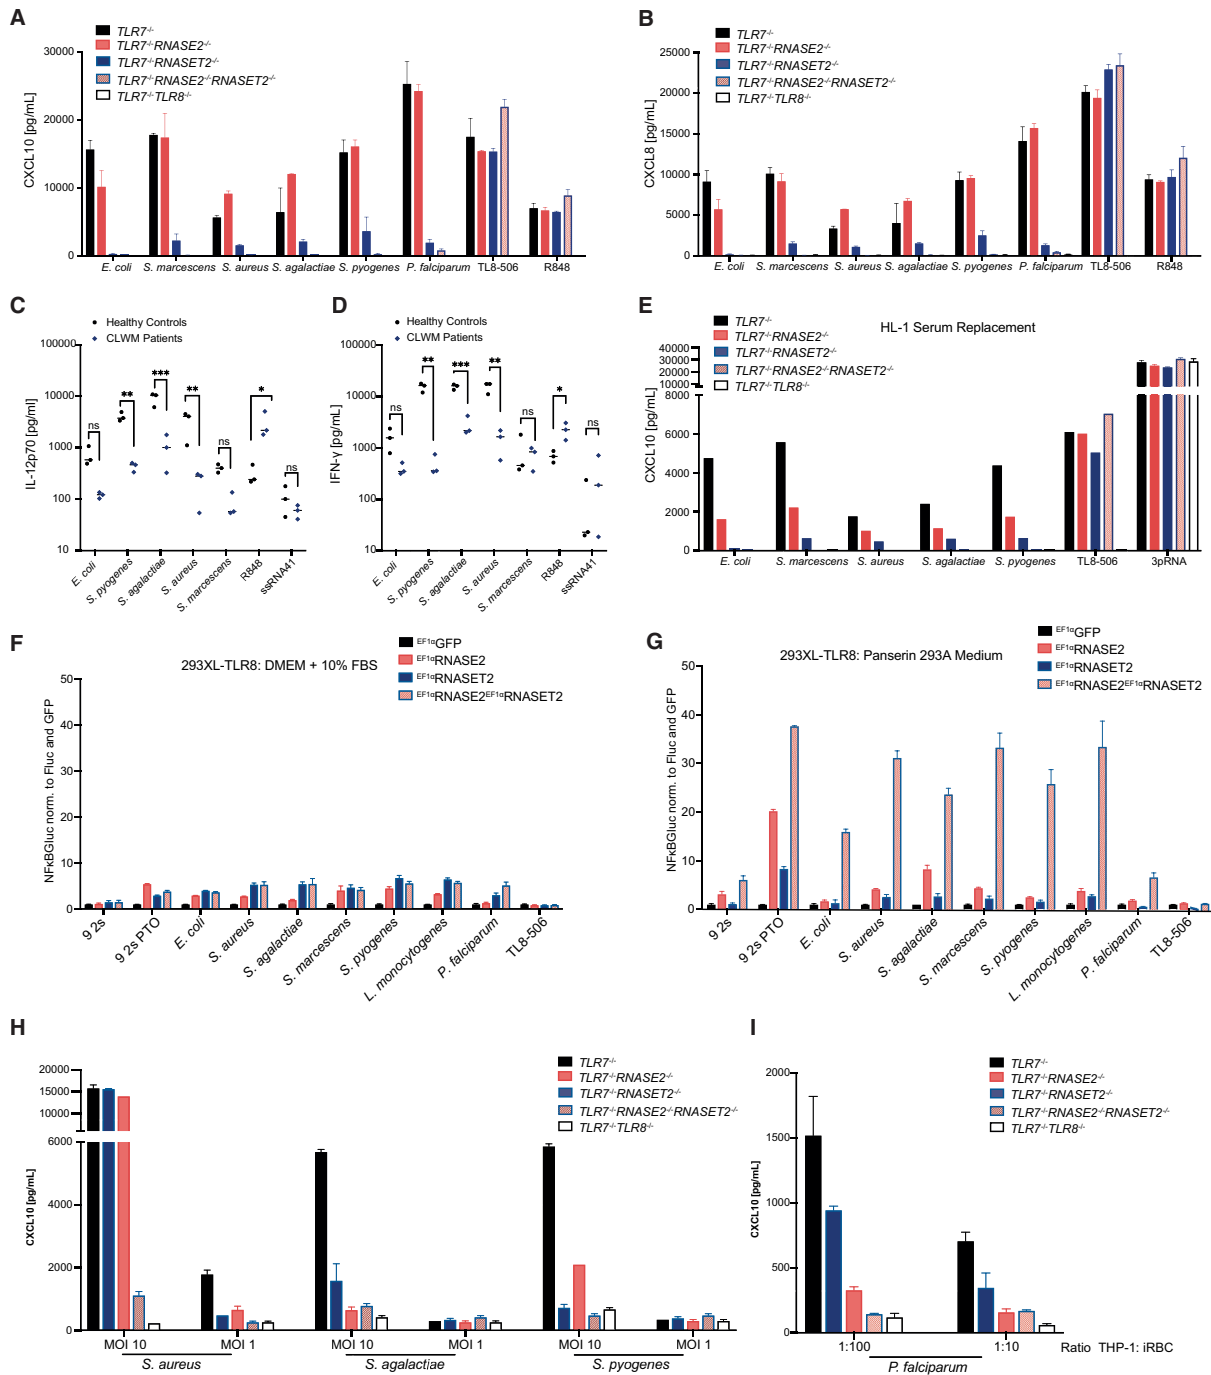 A
TLR7-/-
TLR7-/-RNASE2-/-
TLR7-/-RNASET2-/-
TLR7-/-RNASE2-/-RNASET2-/-
TLR7-/-TLR8-/-
CXCL10 [pg/mL]
30000
20000
10000
0
E. coli S. marcescens S. aureus S. agalactiae S. pyogenes P. falciparum TL8-506 R848
B
TLR7-/-
TLR7-/-RNASE2-/-
TLR7-/-RNASET2-/-
TLR7-/-RNASE2-/-RNASET2-/-
TLR7-/-TLR8-/-
CXCL8 [pg/mL]
25000
20000
15000
10000
5000
0
E. coli S. marcescens S. aureus S. agalactiae S. pyogenes P. falciparum TL8-506 R848
C
Healthy Controls
CLWM Patients
IL-12p70 [pg/ml]
100000
10000
1000
100
10
ns ** *** ** ns * ns
E. coli S. pyogenes S. agalactiae S. aureus S. marcescens R848 ssRNA41
D
Healthy Controls
CLWM Patients
IFN-γ [pg/mL]
100000
10000
1000
100
10
ns ** *** ** ns * ns
E. coli S. pyogenes S. agalactiae S. aureus S. marcescens R848 ssRNA41
E
TLR7-/-
TLR7-/-RNASE2-/-
TLR7-/-RNASET2-/-
TLR7-/-RNASE2-/-RNASET2-/-
TLR7-/-TLR8-/-
HL-1 Serum Replacement
CXCL10 [pg/mL]
40000
30000
20000
10000
8000
6000
4000
2000
0
E. coli S. marcescens S. aureus S. agalactiae S. pyogenes TL8-506 3pRNA
F
293XL-TLR8: DMEM + 10% FBS
EF1αGFP
EF1αRNASE2
EF1αRNASET2
EF1αRNASE2EF1αRNASET2
NFκBGluc norm. to Fluc and GFP
50
40
30
20
10
0
9 2s 9 2s PTO E. coli S. aureus S. agalactiae S. marcescens S. pyogenes L. monocytogenes P. falciparum TL8-506
G
293XL-TLR8: Panserin 293A Medium
EF1αGFP
EF1αRNASE2
EF1αRNASET2
EF1αRNASE2EF1αRNASET2
NFκBGluc norm. to Fluc and GFP
50
40
30
20
10
0
9 2s 9 2s PTO E. coli S. aureus S. agalactiae S. marcescens S. pyogenes L. monocytogenes P. falciparum TL8-506
H
TLR7-/-
TLR7-/-RNASE2-/-
TLR7-/-RNASET2-/-
TLR7-/-RNASE2-/-RNASET2-/-
TLR7-/-TLR8-/-
CXCL10 [pg/mL]
20000
15000
10000
6000
4000
2000
0
MOI 10 MOI 1 MOI 10 MOI 1 MOI 10 MOI 1
S. aureus S. agalactiae S. pyogenes
I
TLR7-/-
TLR7-/-RNASE2-/-
TLR7-/-RNASET2-/-
TLR7-/-RNASE2-/-RNASET2-/-
TLR7-/-TLR8-/-
CXCL10 [pg/mL]
2000
1500
1000
500
0
1:100 1:10 Ratio THP-1: iRBC
P. falciparum